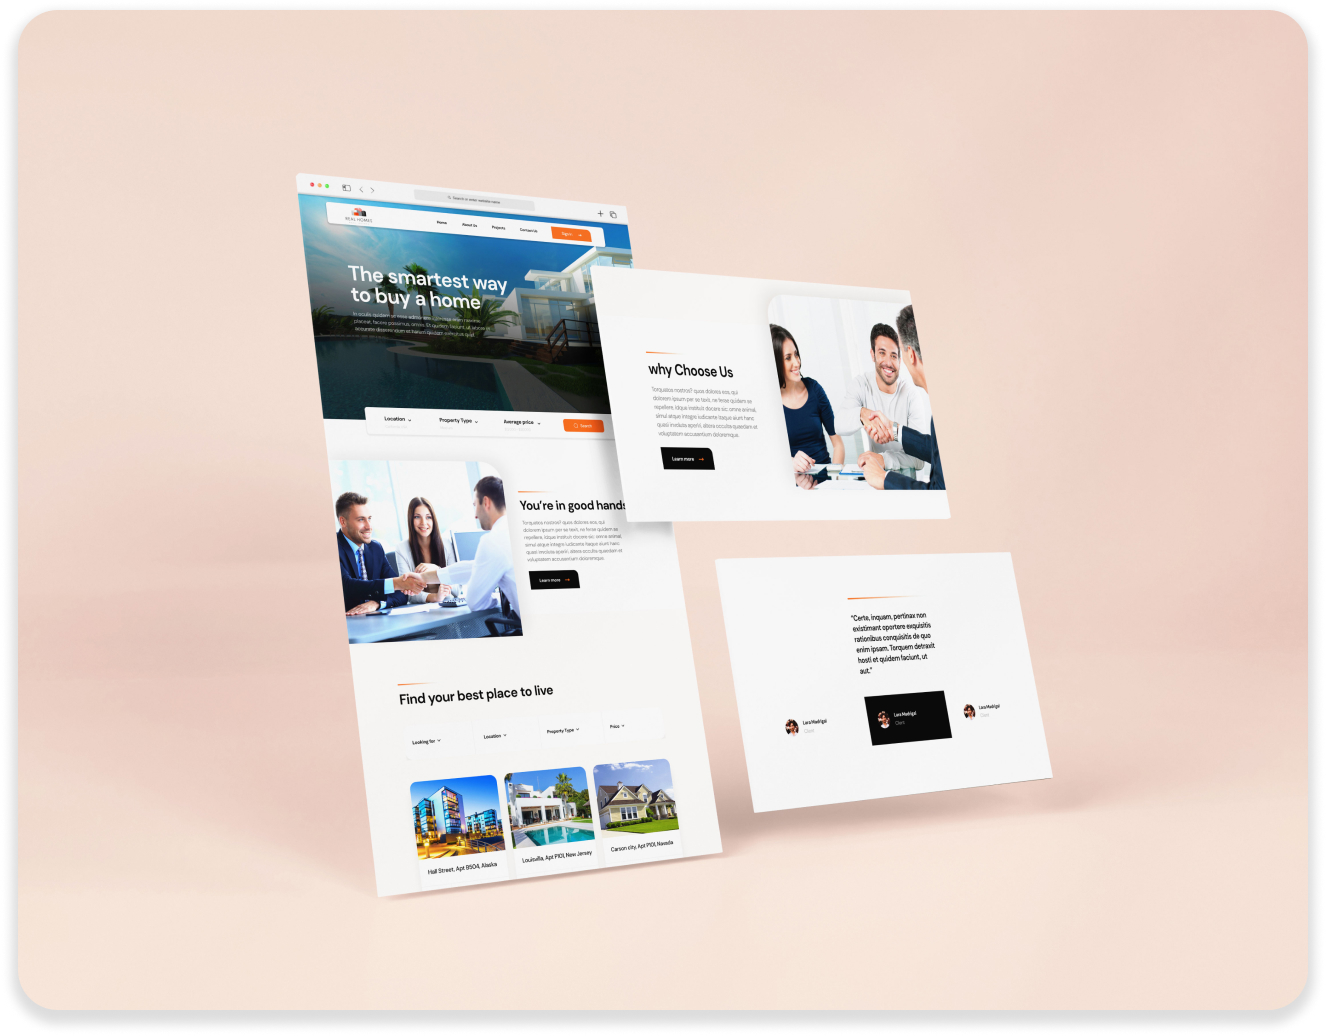 Search or enter website name
REAL HOMES
Home
About Us
Projects
Contact Us
Sign in
The smartest way
to buy a home
Location
Property Type
Average price
Search
You're in good hands
Torquatos nostros? quos dolores eos, qui
dolorem ipsum per se texit, ne ferae quidem se
repellere, idque instituit docere sic: omne animal,
simul atque integre iudicante itaque aiunt hanc
quasi involuta aperiri, altera occulta quaedam et
voluptatem accusantium doloremque.
Learn more
Find your best place to live
Looking for
Location
Property Type
Price
Hall Street, Apt 9504, Alaska
Louisvilla, Apt P101, New Jersey
Carson city, Apt P101, Navada
why Choose Us
Torquatos nostros? quos dolores eos, qui
dolorem ipsum per se texit, ne ferae quidem se
repellere, idque instituit docere sic: omne animal,
simul atque integre iudicante itaque aiunt hanc
quasi involuta aperiri, altera occulta quaedam et
voluptatem accusantium doloremque.
Learn more
"Certe, inquam, pertinax non
existimant oportere exquisitis
rationibus conquisitis de quo
enim ipsam. Torquem detraxit
hosti et quidem faciunt, ut
aut."
Lara Madrigal
Client
Lara Madrigal
Client
Lara Madrigal
Client